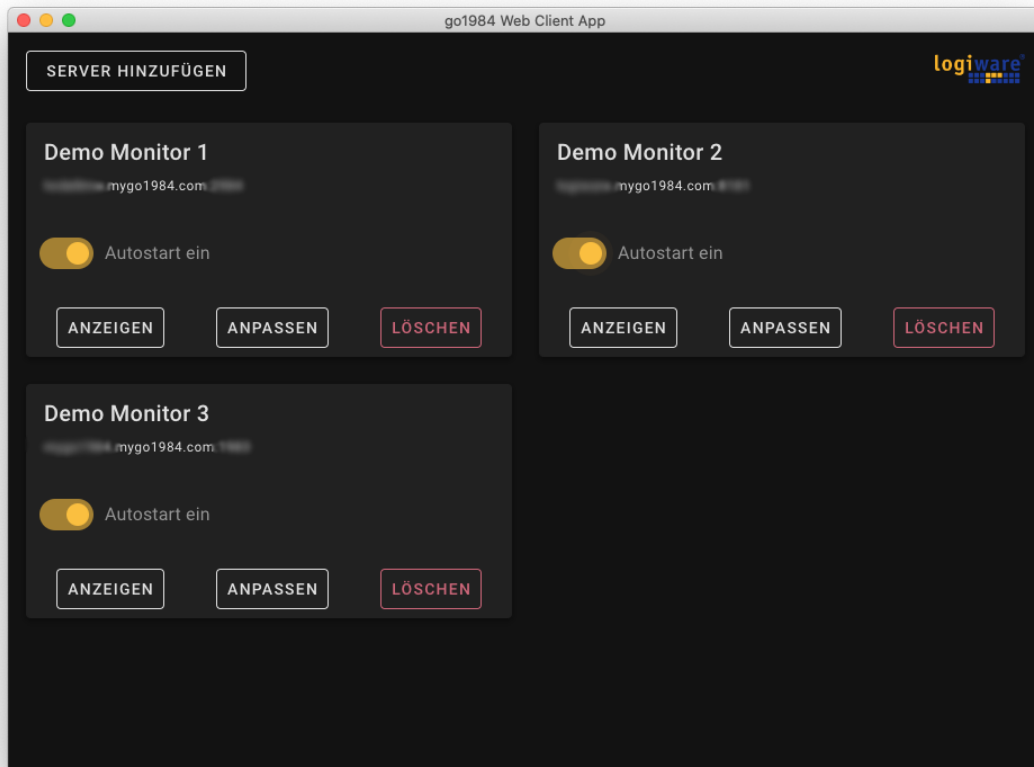 go1984 Web Client App
SERVER HINZUFÜGEN
logiware
Demo Monitor 1
mygo1984.com
Autostart ein
ANZEIGEN ANPASSEN LÖSCHEN
Demo Monitor 2
mygo1984.com
Autostart ein
ANZEIGEN ANPASSEN LÖSCHEN
Demo Monitor 3
mygo1984.com
Autostart ein
ANZEIGEN ANPASSEN LÖSCHEN